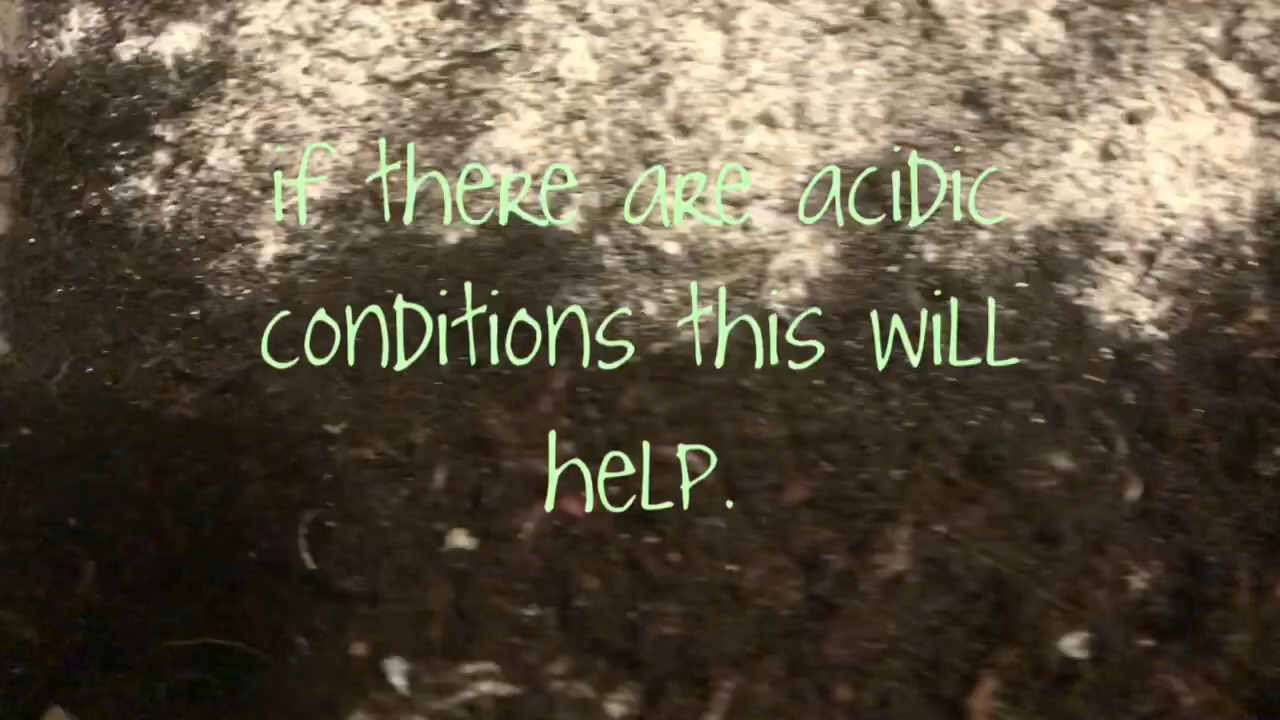 if there are acidic
conditions this will
help.